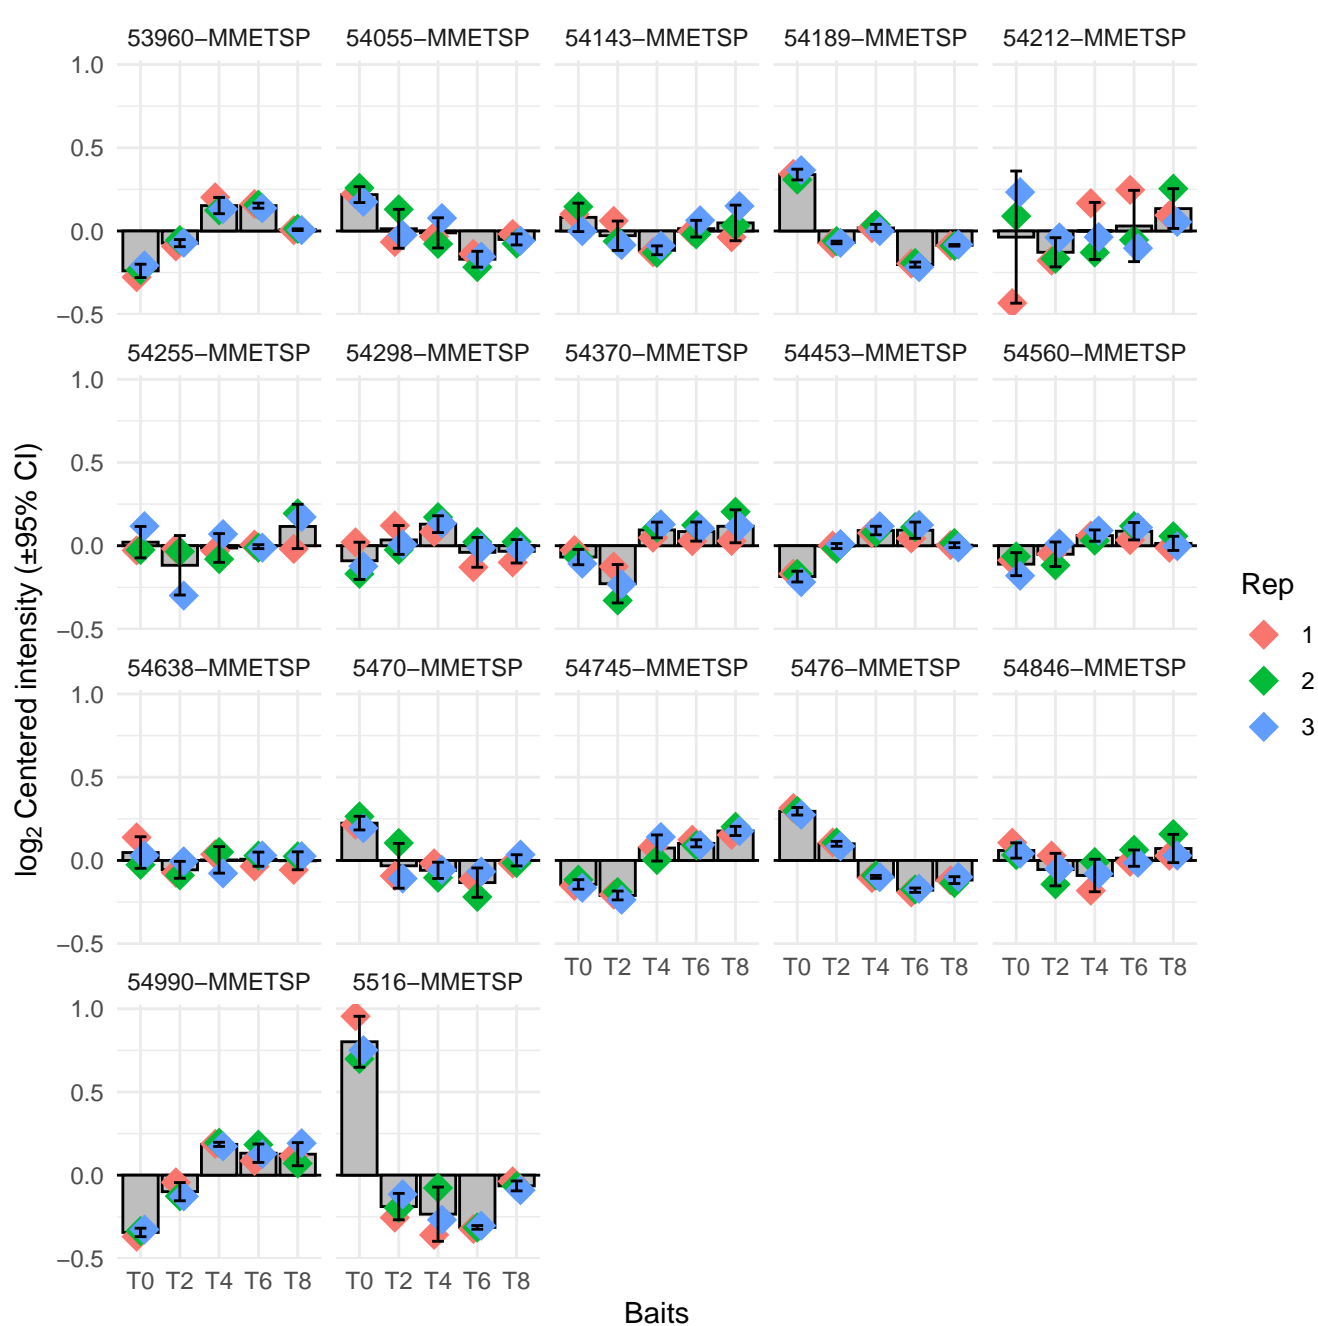 53960−MMETSP 54055−MMETSP 54143−MMETSP 54189−MMETSP 54212−MMETSP
1.0
0.5
0.0
−0.5
54255−MMETSP 54298−MMETSP 54370−MMETSP 54453−MMETSP 54560−MMETSP
1.0
0.5
0.0
−0.5
54638−MMETSP 5470−MMETSP 54745−MMETSP 5476−MMETSP 54846−MMETSP
1.0
0.5
0.0
−0.5
T0 T2 T4 T6 T8 T0 T2 T4 T6 T8 T0 T2 T4 T6 T8
54990−MMETSP 5516−MMETSP
1.0
0.5
0.0
−0.5
T0 T2 T4 T6 T8 T0 T2 T4 T6 T8
Baits
log2 Centered intensity (±95% CI)
Rep
1
2
3